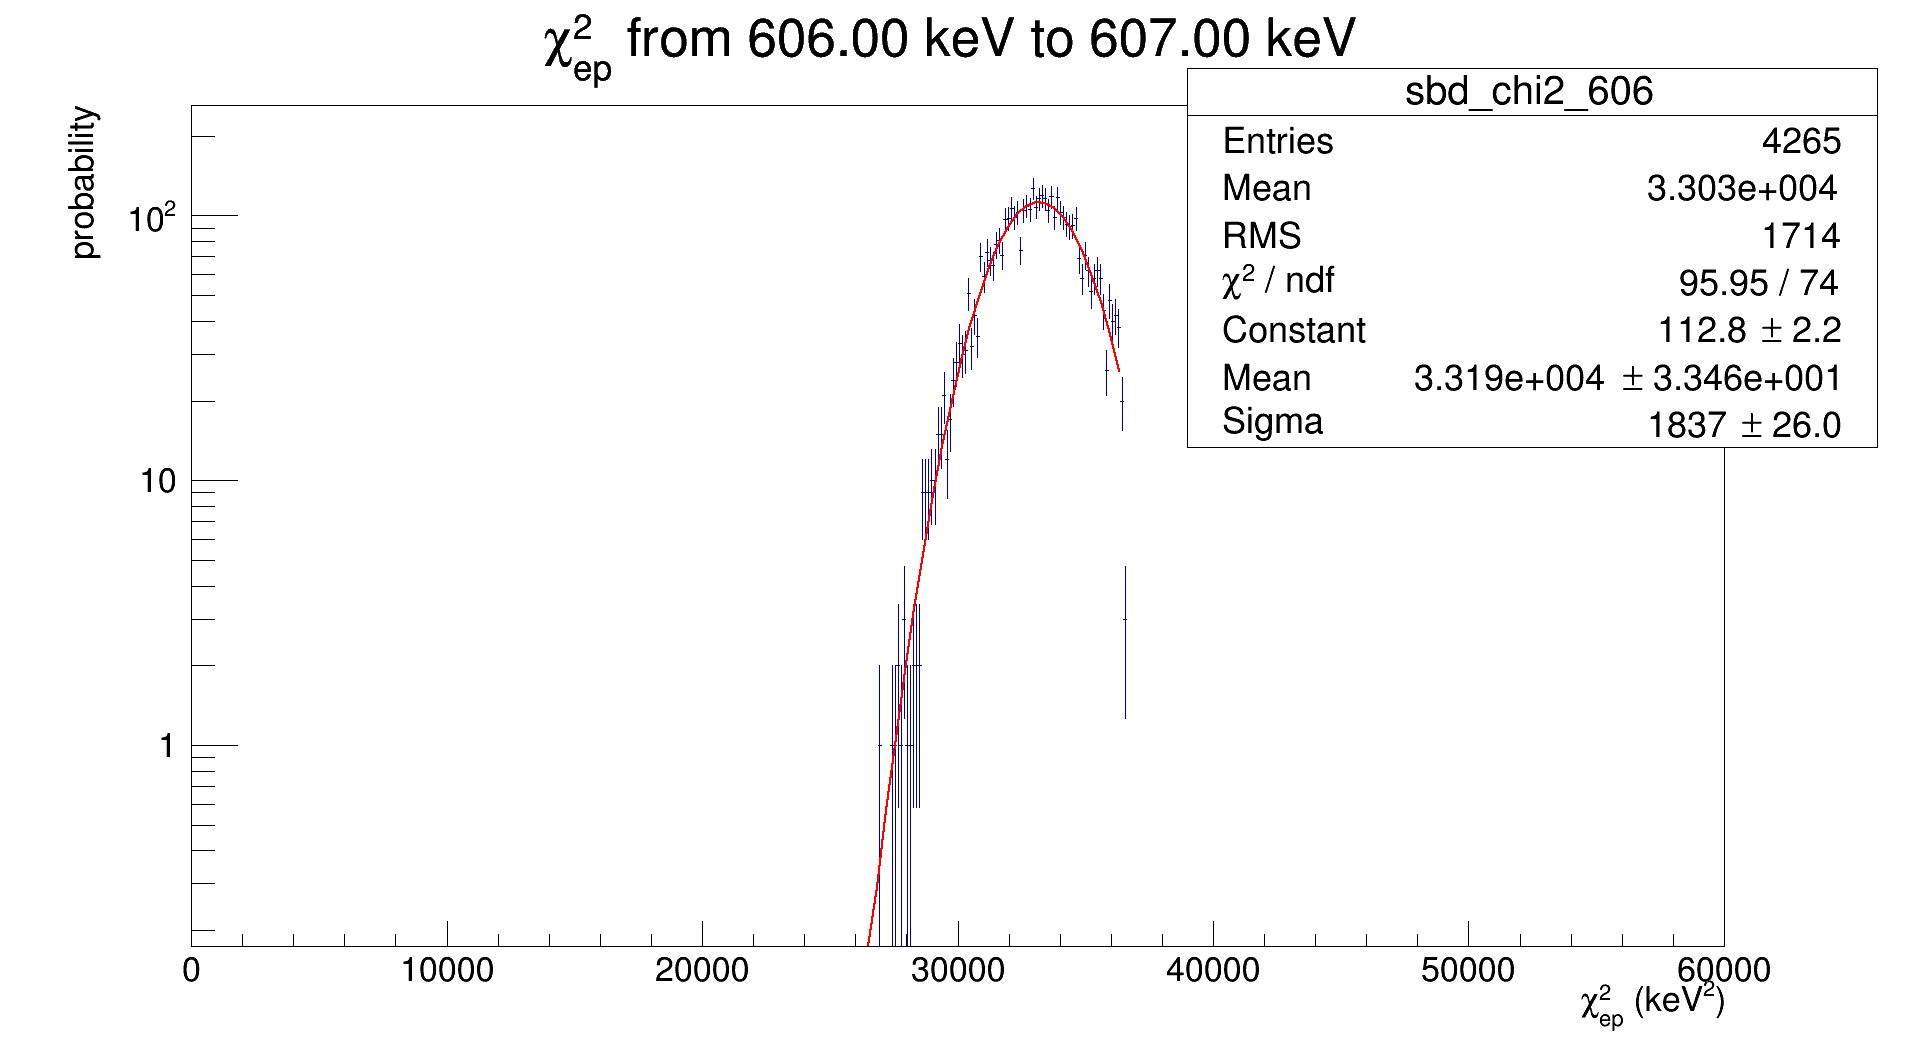 χ²ep from 606.00 keV to 607.00 keV
sbd_chi2_606
Entries 4265
Mean 3.303e+004
RMS 1714
χ² / ndf 95.95 / 74
Constant 112.8 ± 2.2
Mean 3.319e+004 ± 3.346e+001
Sigma 1837 ± 26.0
probability
10²
10
1
0 10000 20000 30000 40000 50000 60000
χ²ep (keV²)